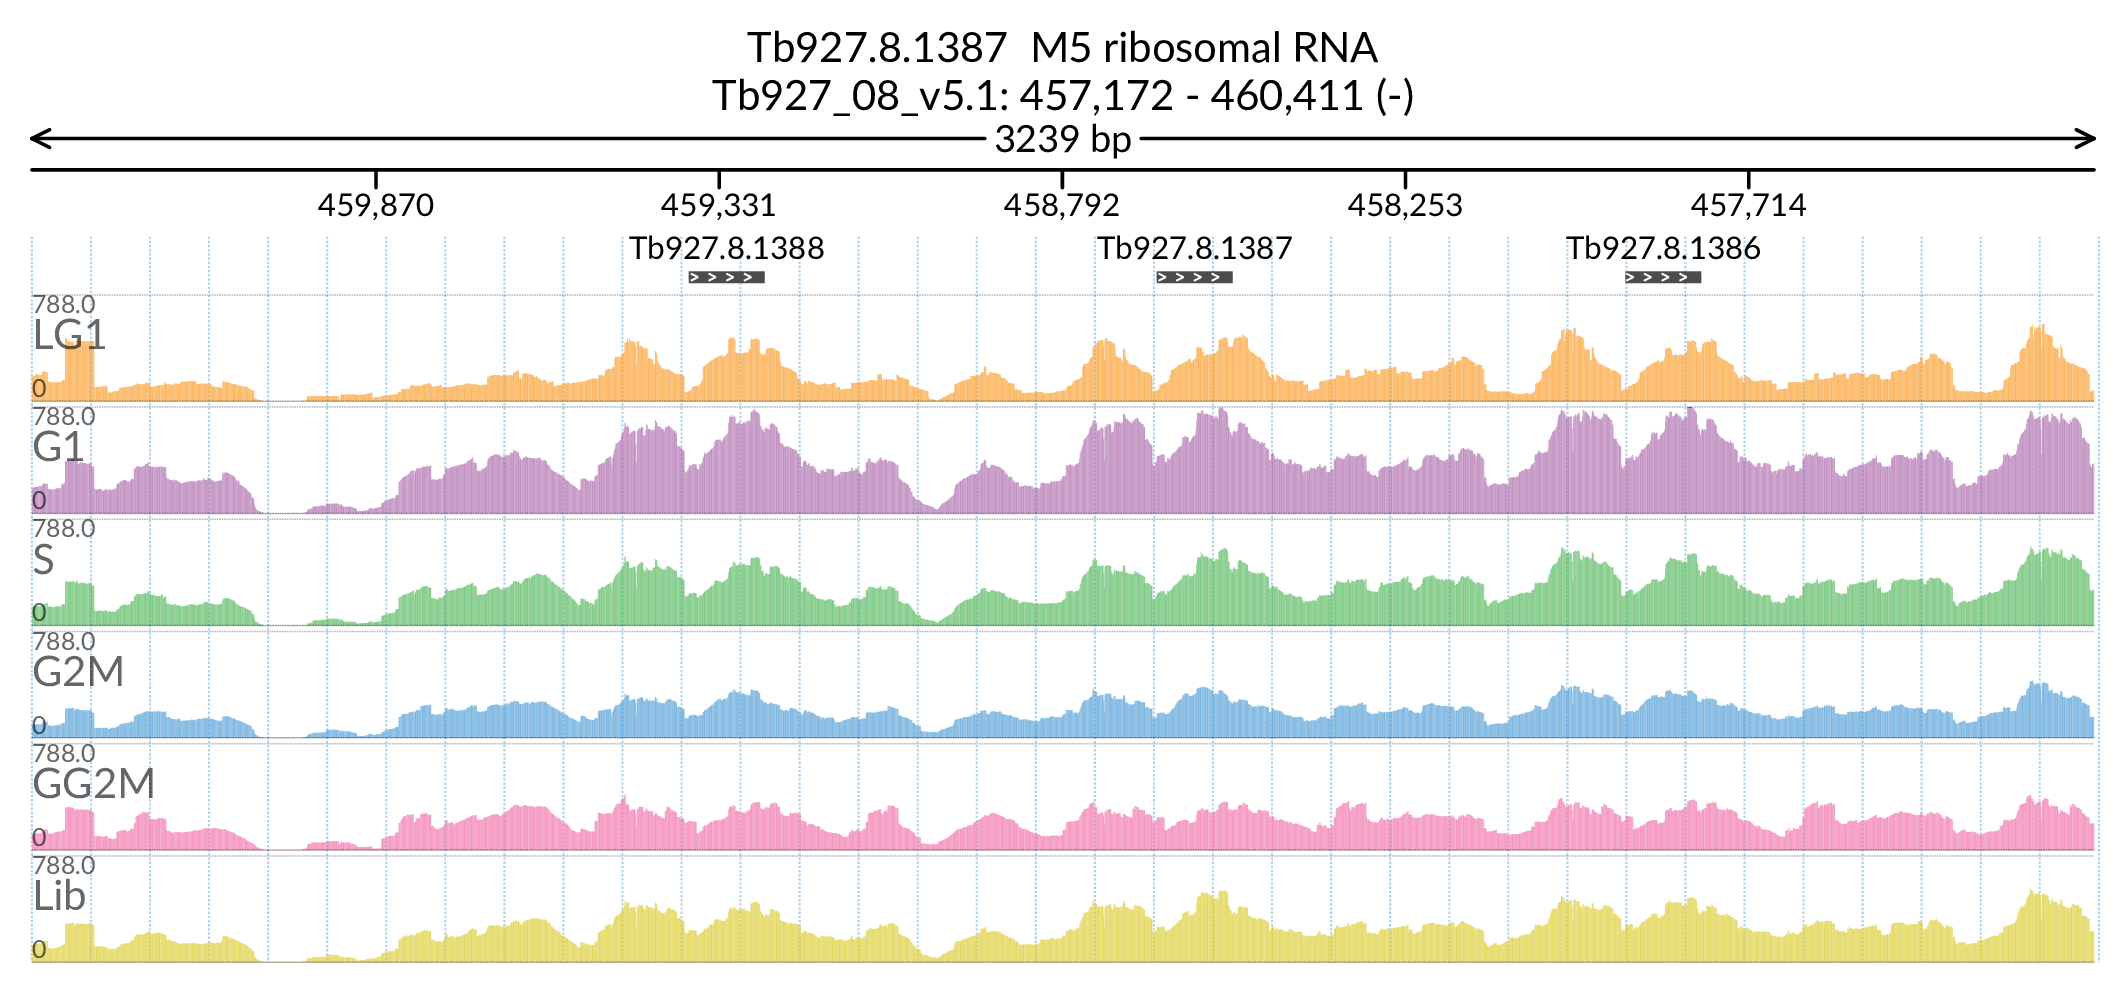 Tb927.8.1387 M5 ribosomal RNA
Tb927_08_v5.1: 457,172 - 460,411 (-)
3239 bp
459,870 459,331 458,792 458,253 457,714
Tb927.8.1388 Tb927.8.1387 Tb927.8.1386
788.0
LG1
0
788.0
G1
0
788.0
S
0
788.0
G2M
0
788.0
GG2M
0
788.0
Lib
0